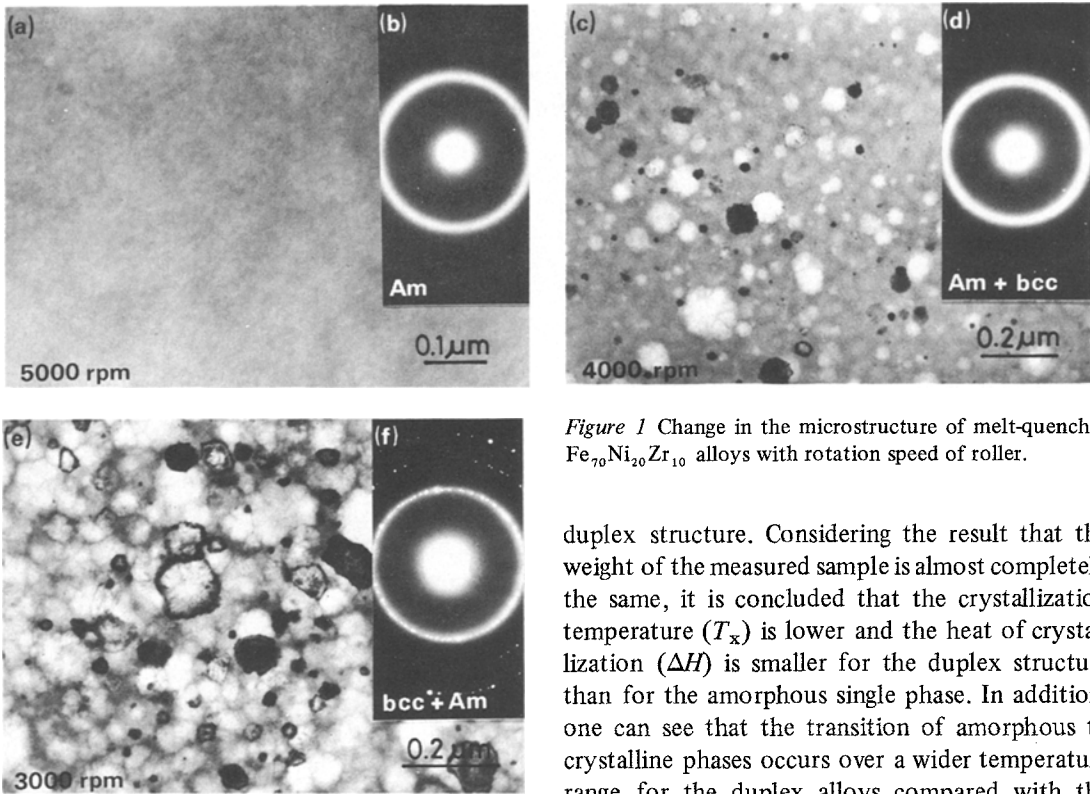 (a)
(b)
Am
0.1μm
5000 rpm
(c)
(d)
Am + bcc
0.2μm
4000 rpm
(e)
(f)
bcc + Am
0.2μm
3000 rpm
Figure 1 Change in the microstructure of melt-quench
Fe₇₀Ni₂₀Zr₁₀ alloys with rotation speed of roller.
duplex structure. Considering the result that th
weight of the measured sample is almost completel
the same, it is concluded that the crystallizatio
temperature (Tₓ) is lower and the heat of crysta
lization (ΔH) is smaller for the duplex structur
than for the amorphous single phase. In addition
one can see that the transition of amorphous t
crystalline phases occurs over a wider temperatu
range for the duplex alloys compared with th